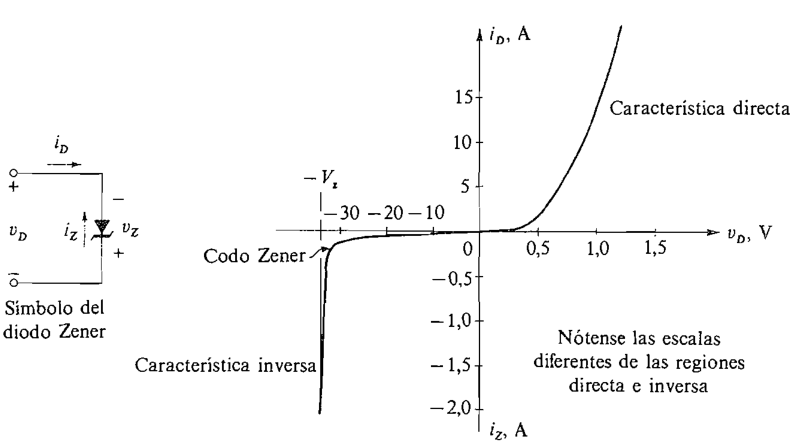 i_D
+
−
v_D
i_Z
v_Z
+
−
Símbolo del
diodo Zener
i_D, A
15
10
5
Característica directa
−V_z
−30 −20 −10
0
0,5
1,0
1,5
v_D, V
Codo Zener
−0,5
−1,0
−1,5
−2,0
Característica inversa
Nótense las escalas
diferentes de las regiones
directa e inversa
i_Z, A